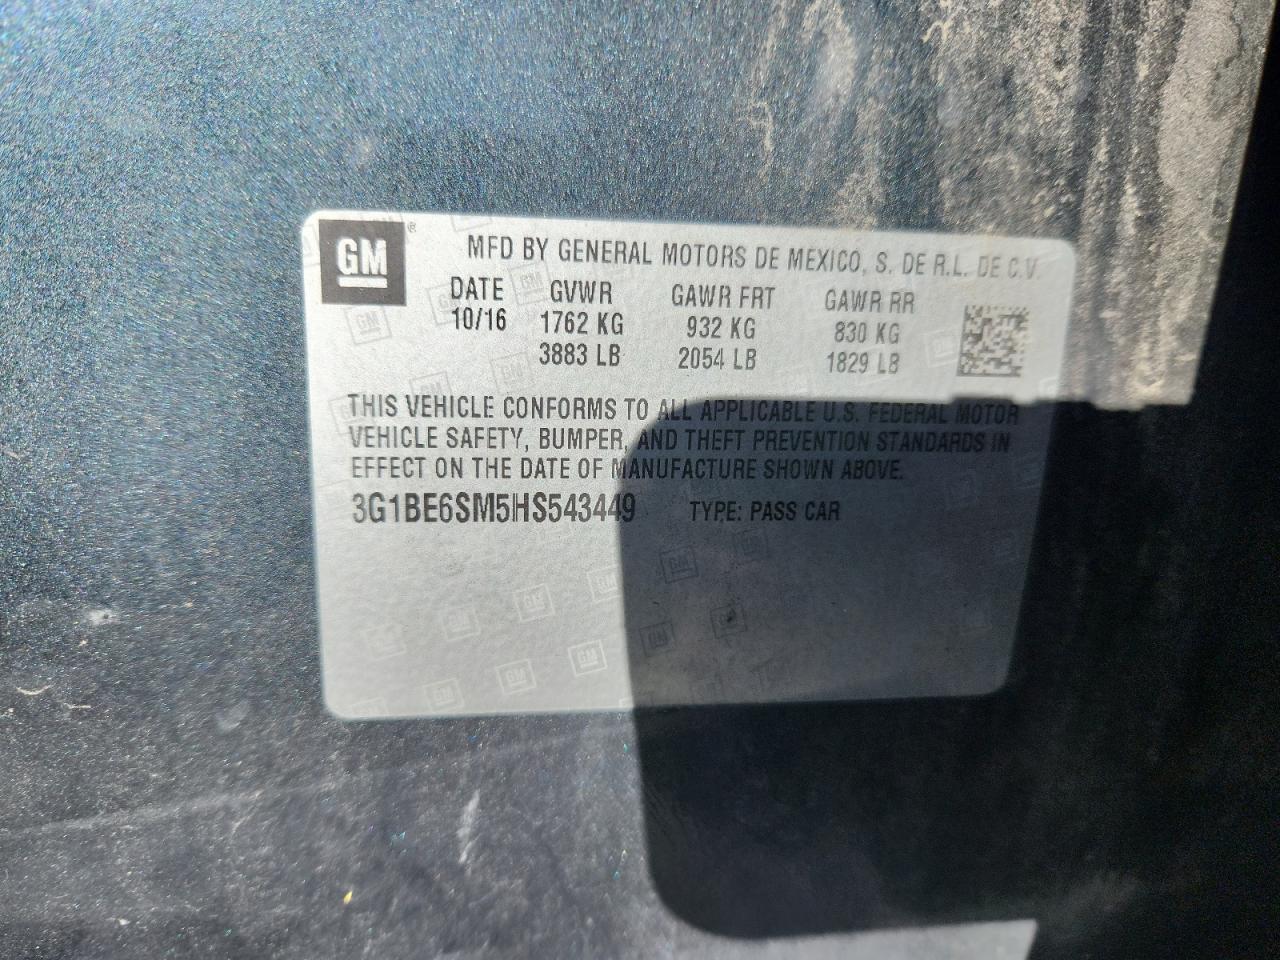 GM ®
MFD BY GENERAL MOTORS DE MEXICO, S. DE R.L. DE C.V.
DATE GVWR GAWR FRT GAWR RR
10/16 1762 KG 932 KG 830 KG
3883 LB 2054 LB 1829 LB
THIS VEHICLE CONFORMS TO ALL APPLICABLE U.S. FEDERAL MOTOR
VEHICLE SAFETY, BUMPER, AND THEFT PREVENTION STANDARDS IN
EFFECT ON THE DATE OF MANUFACTURE SHOWN ABOVE.
3G1BE6SM5HS543449 TYPE: PASS CAR